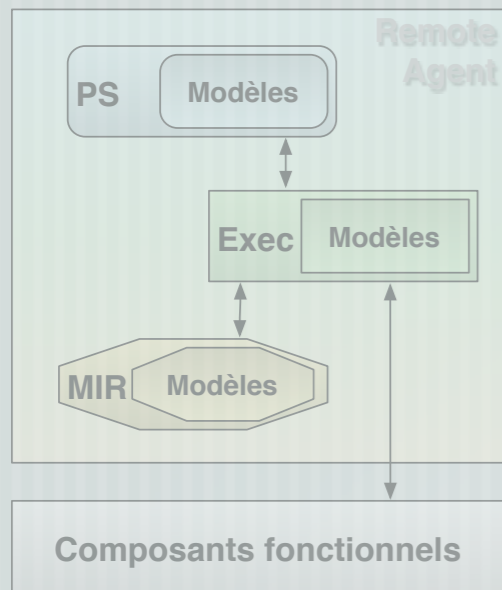 Remote
Agent
PS
Modèles
Exec
Modèles
MIR
Modèles
Composants fonctionnels